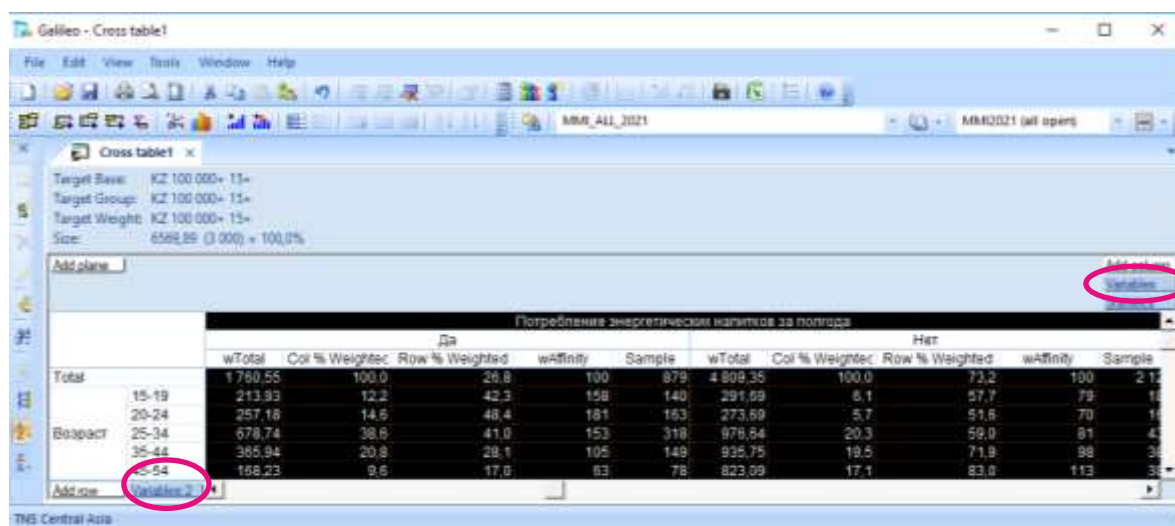 Galileo - Cross table1
File Edit View Tools Window Help
MMI_ALL_2021 MMI2021 (all open)
Cross table1 ×
Target Base: KZ 100 000+ 15+
Target Group: KZ 100 000+ 15+
Target Weight: KZ 100 000+ 15+
Size: 6569,89 (3 000) = 100,0%
Add plane Add column
Variables
Потребление энергетических напитков за полгода
Да Нет
wTotal Col % Weightec Row % Weighted wAffinity Sample wTotal Col % Weightec Row % Weighted wAffinity Sample
Total 1 760,55 100,0 26,8 100 879 4 809,35 100,0 73,2 100 2 12
15-19 213,93 12,2 42,3 158 140 291,69 6,1 57,7 79
20-24 257,18 14,6 48,4 181 163 273,69 5,7 51,6 70
Возраст 25-34 678,74 38,6 41,0 153 318 976,64 20,3 59,0 81
35-44 365,94 20,8 28,1 105 149 935,75 19,5 71,9 98
45-54 168,23 9,6 17,0 63 78 823,09 17,1 83,0 113
Add row Variables 2
TNS Central Asia